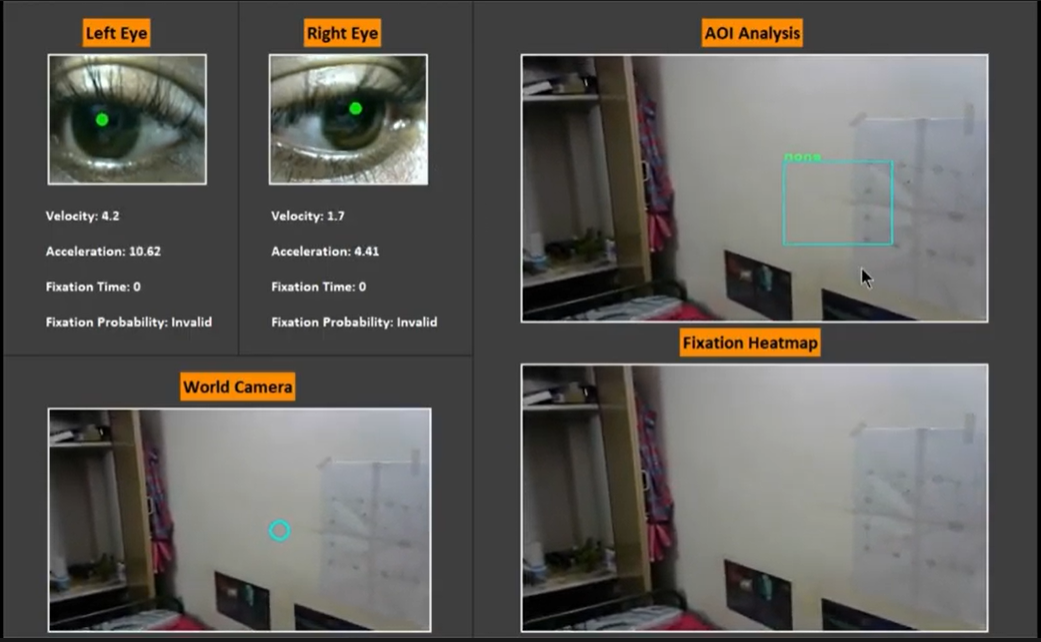 Left Eye
Right Eye
Velocity: 4.2
Velocity: 1.7
Acceleration: 10.62
Acceleration: 4.41
Fixation Time: 0
Fixation Time: 0
Fixation Probability: Invalid
Fixation Probability: Invalid
World Camera
AOI Analysis
none
Fixation Heatmap